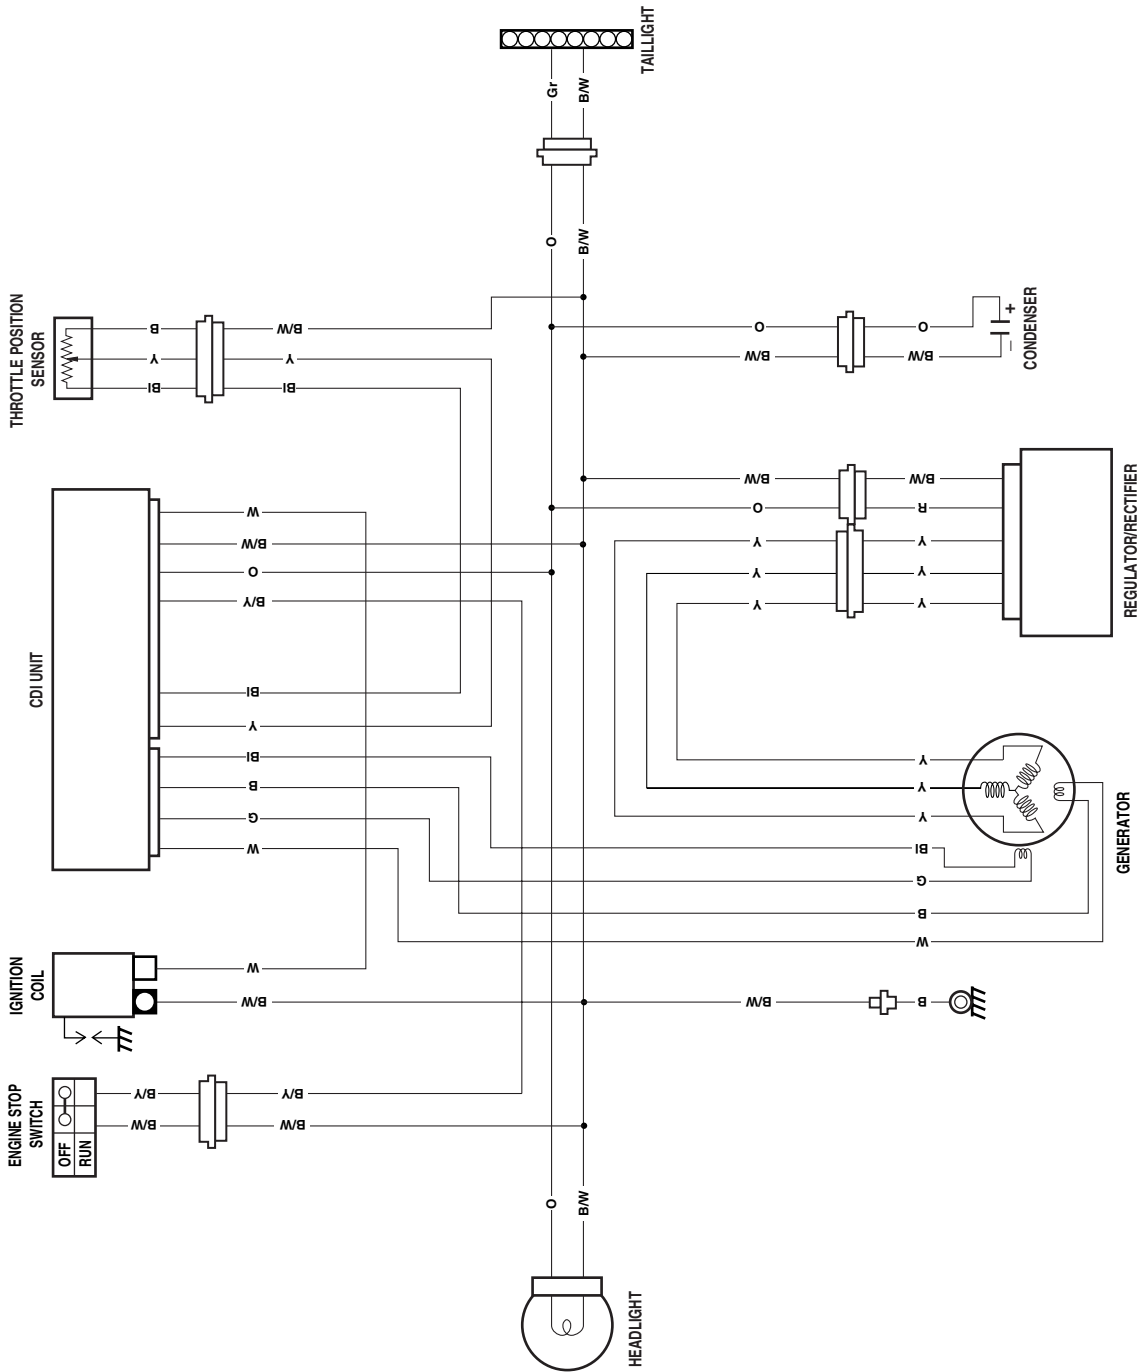 ENGINE STOP
SWITCH
OFF
RUN
IGNITION
COIL
CDI UNIT
THROTTLE POSITION
SENSOR
B/W
B/Y
Bl
Y
B
B/W
B/Y
B/W
W
W
G
B
Bl
Y
Bl
B/Y
O
B/W
W
Bl
Y
B/W
O
O
Gr
B/W
B/W
B/W
HEADLIGHT
TAILLIGHT
B/W
Y
Y
Y
O
B/W
B/W
O
B
W
B
G
Bl
Y
Y
Y
Y
Y
Y
R
B/W
B/W
O
–
+
CONDENSER
GENERATOR
REGULATOR/RECTIFIER